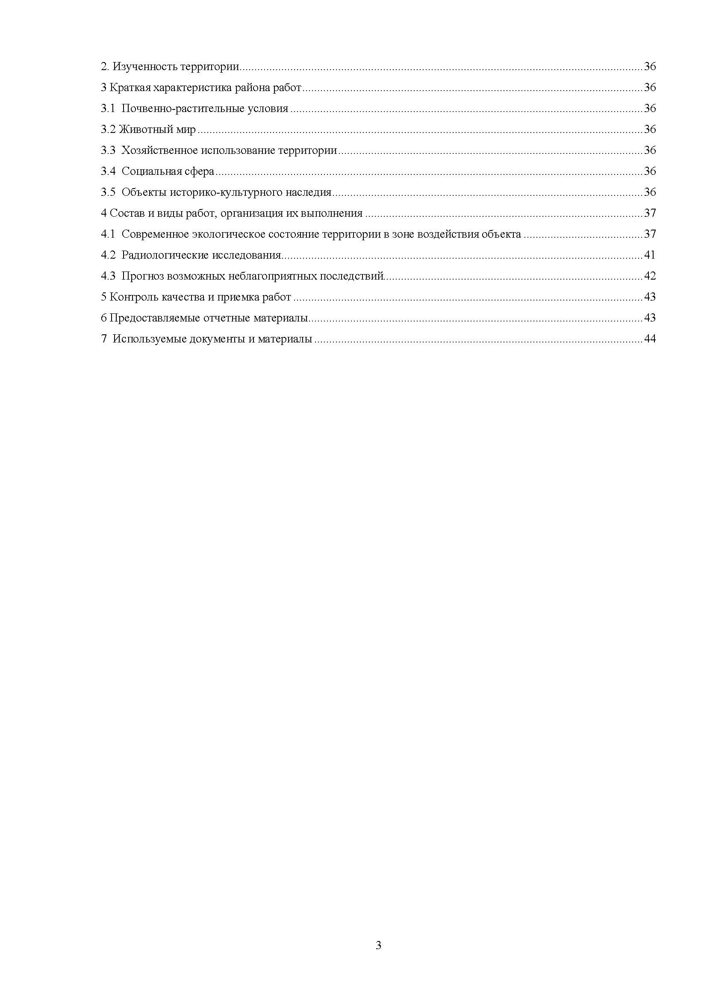 2. Изученность территории 36
3 Краткая характеристика района работ 36
3.1 Почвенно-растительные условия 36
3.2 Животный мир 36
3.3 Хозяйственное использование территории 36
3.4 Социальная сфера 36
3.5 Объекты историко-культурного наследия 36
4 Состав и виды работ, организация их выполнения 37
4.1 Современное экологическое состояние территории в зоне воздействия объекта 37
4.2 Радиологические исследования 41
4.3 Прогноз возможных неблагоприятных последствий 42
5 Контроль качества и приемка работ 43
6 Предоставляемые отчетные материалы 43
7 Используемые документы и материалы 44
3